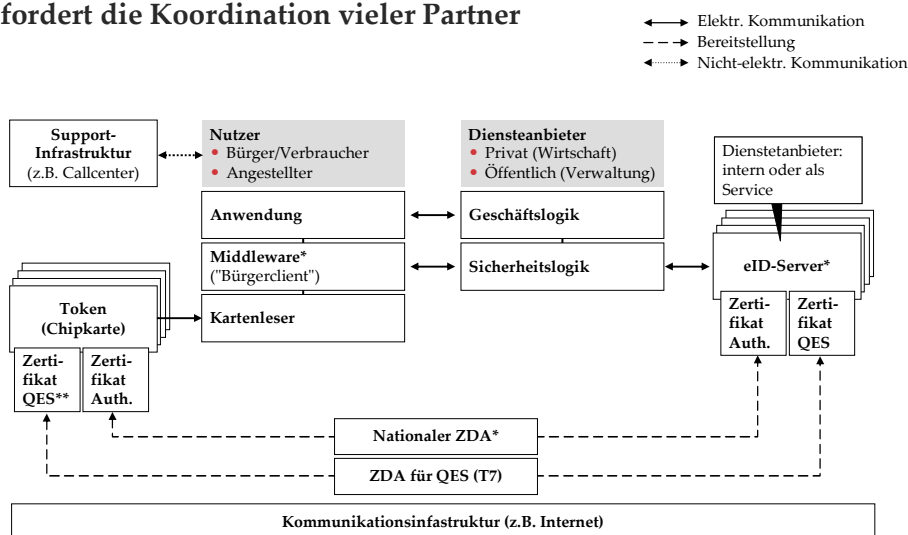 fordert die Koordination vieler Partner
Elektr. Kommunikation
Bereitstellung
Nicht-elektr. Kommunikation
Support-
Infrastruktur
(z.B. Callcenter)
Nutzer
• Bürger/Verbraucher
• Angestellter
Diensteanbieter
• Privat (Wirtschaft)
• Öffentlich (Verwaltung)
Dienstetanbieter:
intern oder als
Service
Anwendung
Geschäftslogik
Middleware*
("Bürgerclient")
Sicherheitslogik
eID-Server*
Token
(Chipkarte)
Kartenleser
Zerti-
fikat
Auth.
Zerti-
fikat
QES
Zerti-
fikat
QES**
Zerti-
fikat
Auth.
Nationaler ZDA*
ZDA für QES (T7)
Kommunikationsinfastruktur (z.B. Internet)